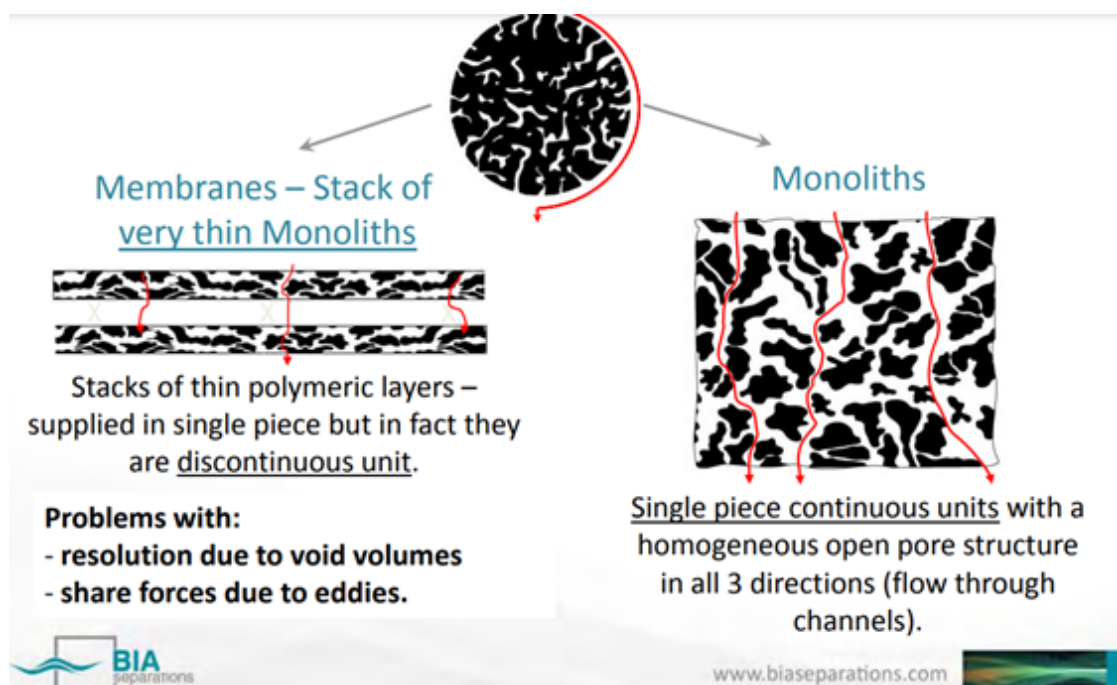 Membranes – Stack of
very thin Monoliths
Stacks of thin polymeric layers –
supplied in single piece but in fact they
are discontinuous unit.
Problems with:
- resolution due to void volumes
- share forces due to eddies.
BIA
separations
Monoliths
Single piece continuous units with a
homogeneous open pore structure
in all 3 directions (flow through
channels).
www.biaseparations.com